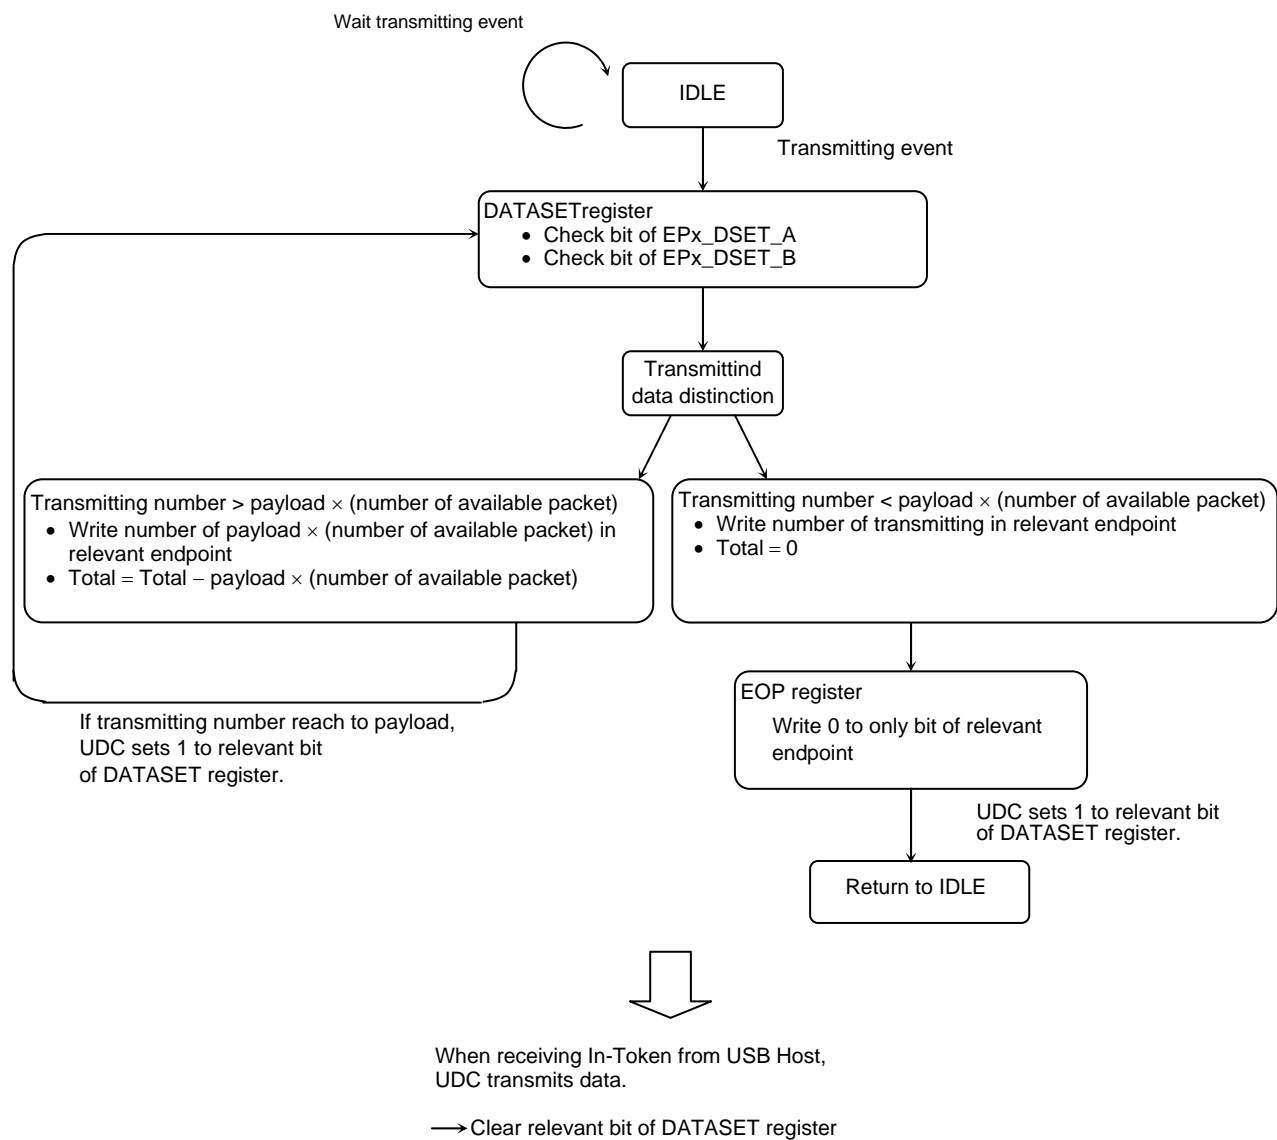 Wait transmitting event
IDLE
Transmitting event
DATASETregister
• Check bit of EPx_DSET_A
• Check bit of EPx_DSET_B
Transmittind
data distinction
Transmitting number > payload × (number of available packet)
• Write number of payload × (number of available packet) in
relevant endpoint
• Total = Total − payload × (number of available packet)
Transmitting number < payload × (number of available packet)
• Write number of transmitting in relevant endpoint
• Total = 0
If transmitting number reach to payload,
UDC sets 1 to relevant bit
of DATASET register.
EOP register
Write 0 to only bit of relevant
endpoint
UDC sets 1 to relevant bit
of DATASET register.
Return to IDLE
When receiving In-Token from USB Host,
UDC transmits data.
→ Clear relevant bit of DATASET register